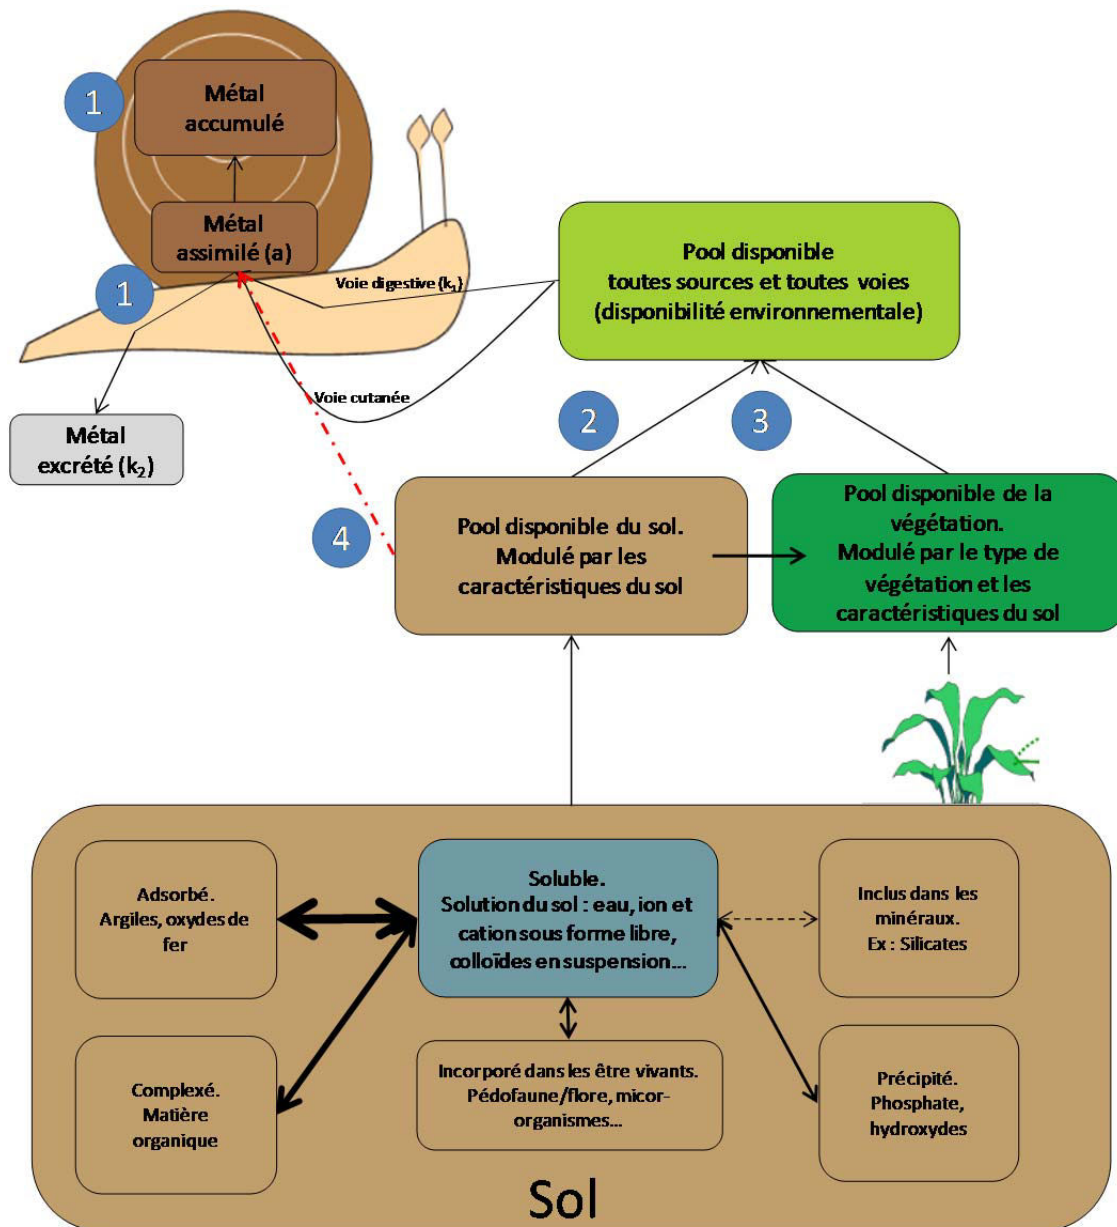 1
Métal
accumulé
Métal
assimilé (a)
1
Voie digestive (k₁)
Pool disponible
toutes sources et toutes voies
(disponibilité environnementale)
Voie cutanée
Métal
excrété (k₂)
2
3
4
Pool disponible du sol.
Modulé par les
caractéristiques du sol
Pool disponible de la
végétation.
Modulé par le type de
végétation et les
caractéristiques du sol
Adsorbé.
Argiles, oxydes de
fer
Soluble.
Solution du sol : eau, ion et
cation sous forme libre,
colloïdes en suspension...
Inclus dans les
minéraux.
Ex : Silicates
Complexé.
Matière
organique
Incorporé dans les être vivants.
Pédofaune/flore, micor-
organismes...
Précipité.
Phosphate,
hydroxydes
Sol